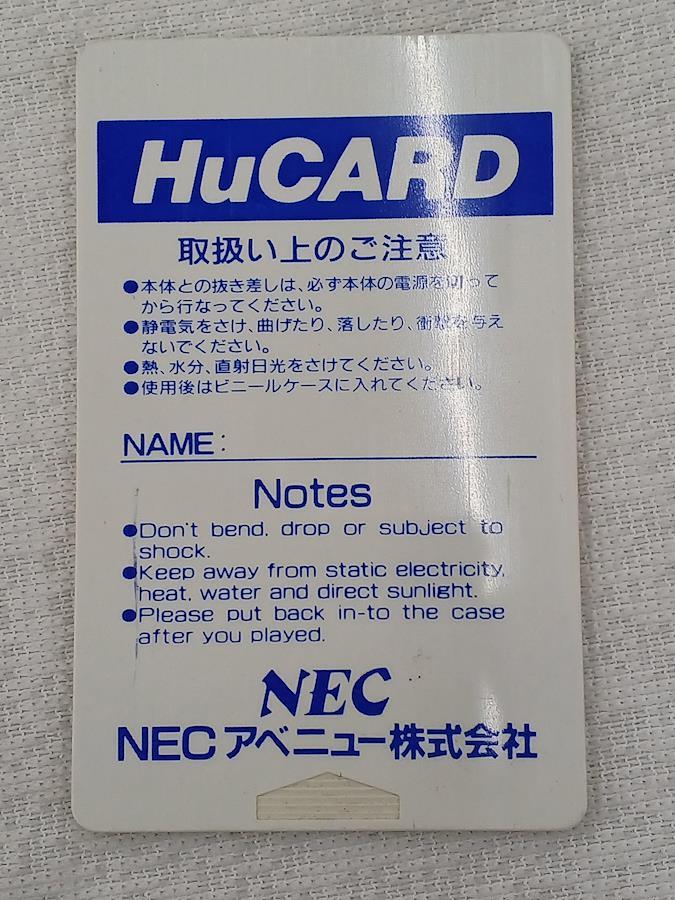 HuCARD
取扱い上のご注意
●本体との抜き差しは、必ず本体の電源を切って
から行なってください。
●静電気をさけ、曲げたり、落したり、衝撃を与え
ないでください。
●熱、水分、直射日光をさけてください。
●使用後はビニールケースに入れてください。
NAME:
Notes
●Don't bend, drop or subject to
shock.
●Keep away from static electricity,
heat, water and direct sunlight.
●Please put back in-to the case
after you played.
NEC
NECアベニュー株式会社